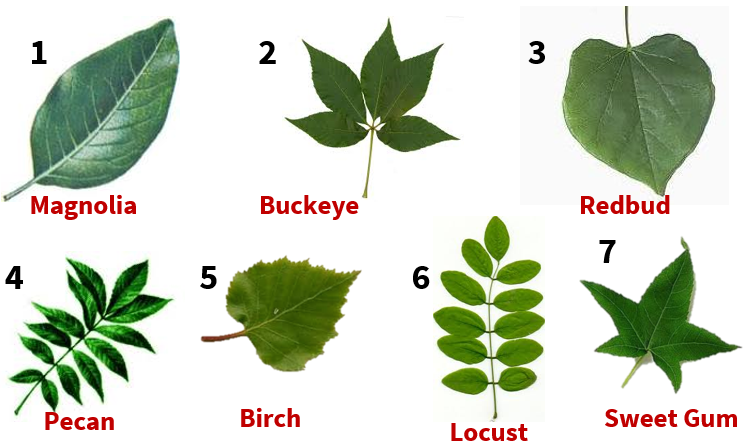 1
Magnolia
2
Buckeye
3
Redbud
4
Pecan
5
Birch
6
Locust
7
Sweet Gum